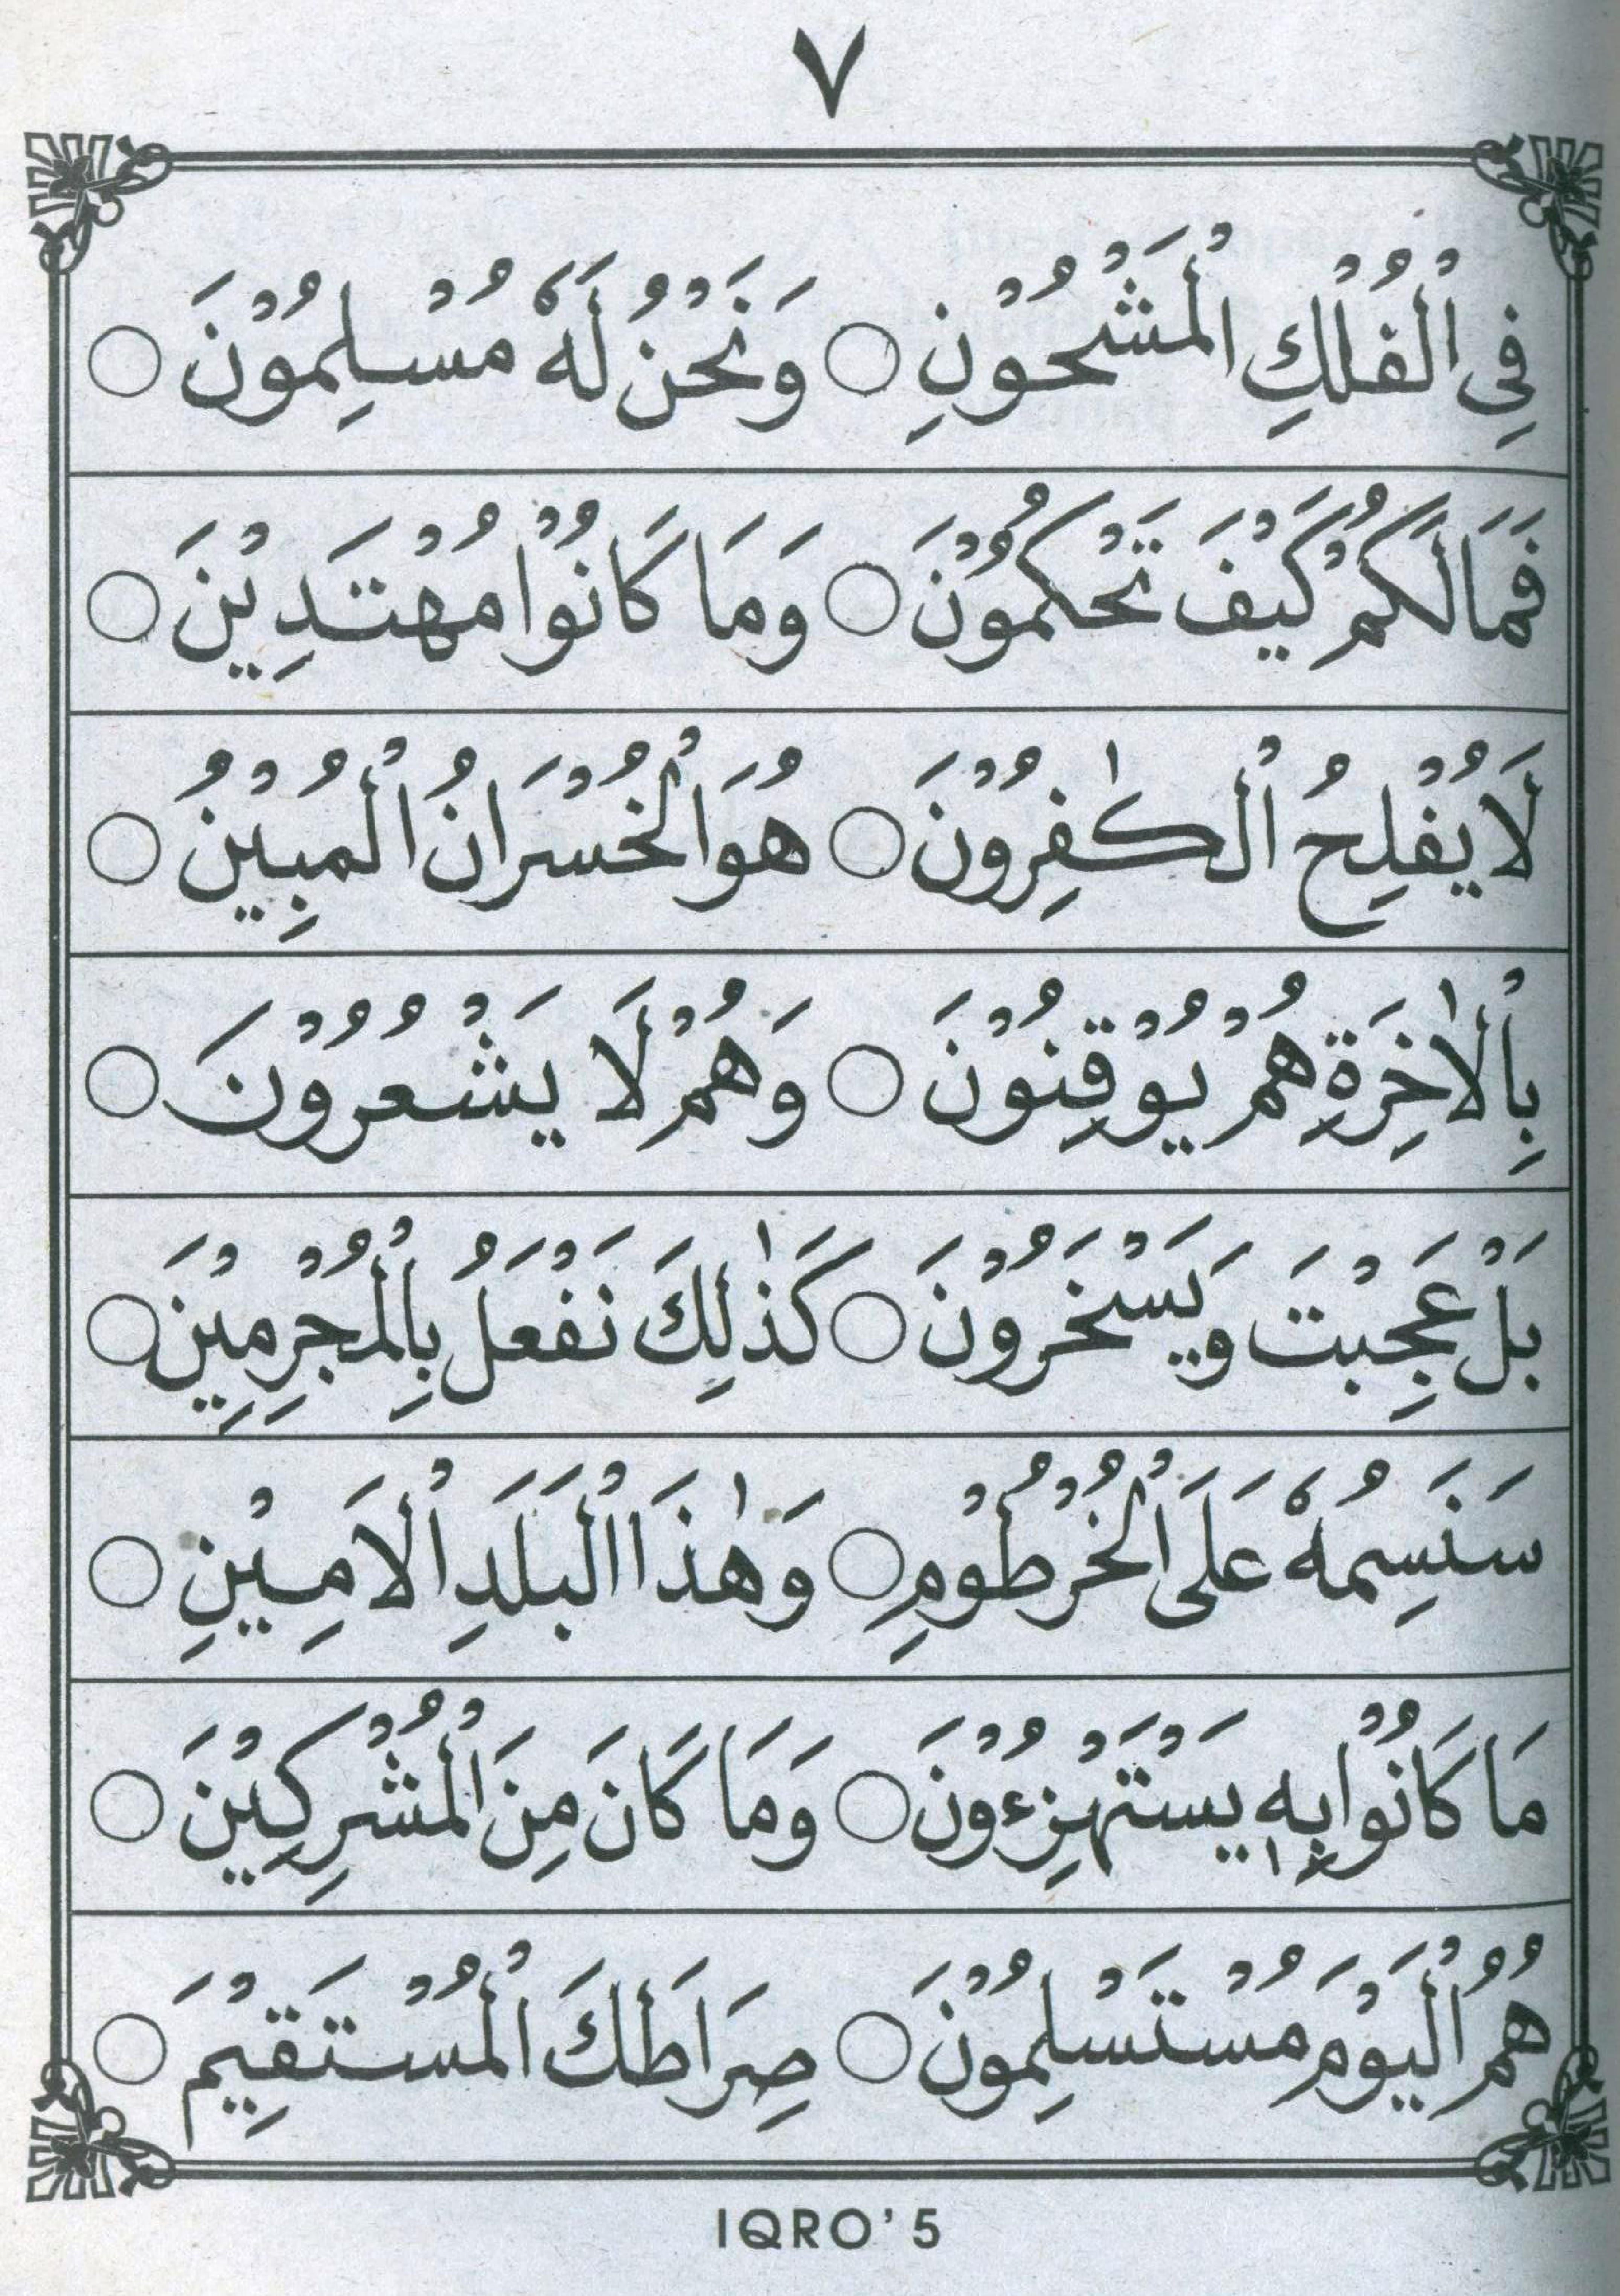 ٧
فِى الْفُلْكِ الْمَشْحُوْنِ ○ وَنَحْنُ لَهٗ مُسْلِمُوْنَ ○
فَمَا لَكُمْ كَيْفَ تَحْكُمُوْنَ ○ وَمَا كَانُوْا مُهْتَدِيْنَ ○
لَا يُفْلِحُ الْكٰفِرُوْنَ ○ هُوَ الْخُسْرَانُ الْمُبِيْنُ ○
بِالْاٰخِرَةِ هُمْ يُوْقِنُوْنَ ○ وَهُمْ لَا يَشْعُرُوْنَ ○
بَلْ عَجِبْتَ وَيَسْخَرُوْنَ ○ كَذٰلِكَ نَفْعَلُ بِالْمُجْرِمِيْنَ ○
سَنَسِمُهٗ عَلَى الْخُرْطُوْمِ ○ وَهٰذَا الْبَلَدِ الْاَمِيْنِ ○
مَا كَانُوْا بِهٖ يَسْتَهْزِءُوْنَ ○ وَمَا كَانَ مِنَ الْمُشْرِكِيْنَ ○
هُمُ الْيَوْمَ مُسْتَسْلِمُوْنَ ○ صِرَاطَكَ الْمُسْتَقِيْمَ ○
IQRO' 5